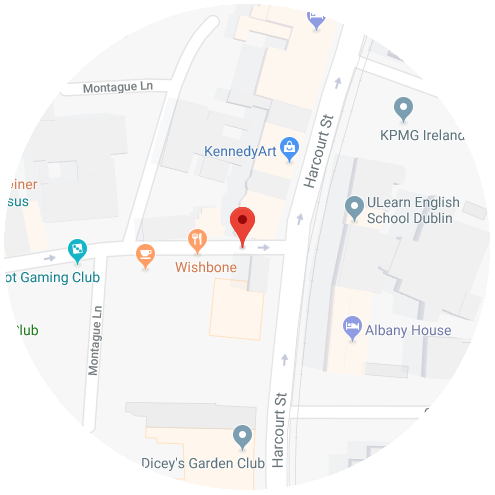 Montague Ln
Harcourt St
KPMG Ireland
KennedyArt
iner
sus
ULearn English
School Dublin
ot Gaming Club
Wishbone
Montague Ln
Club
Albany House
Harcourt St
Dicey's Garden Club